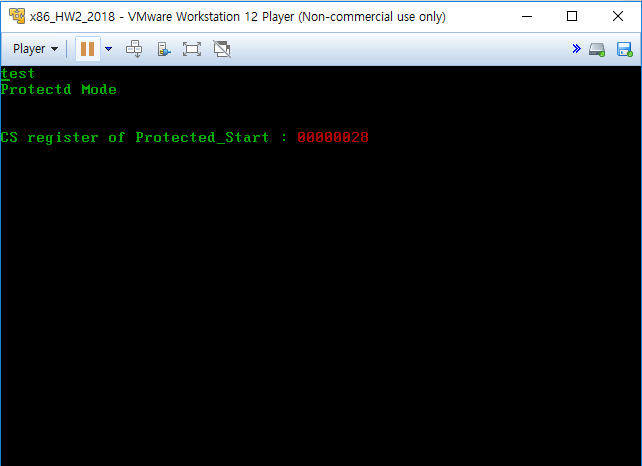 x86_HW2_2018 - VMware Workstation 12 Player (Non-commercial use only)
Player
test
Protectd Mode
CS register of Protected_Start : 00000028